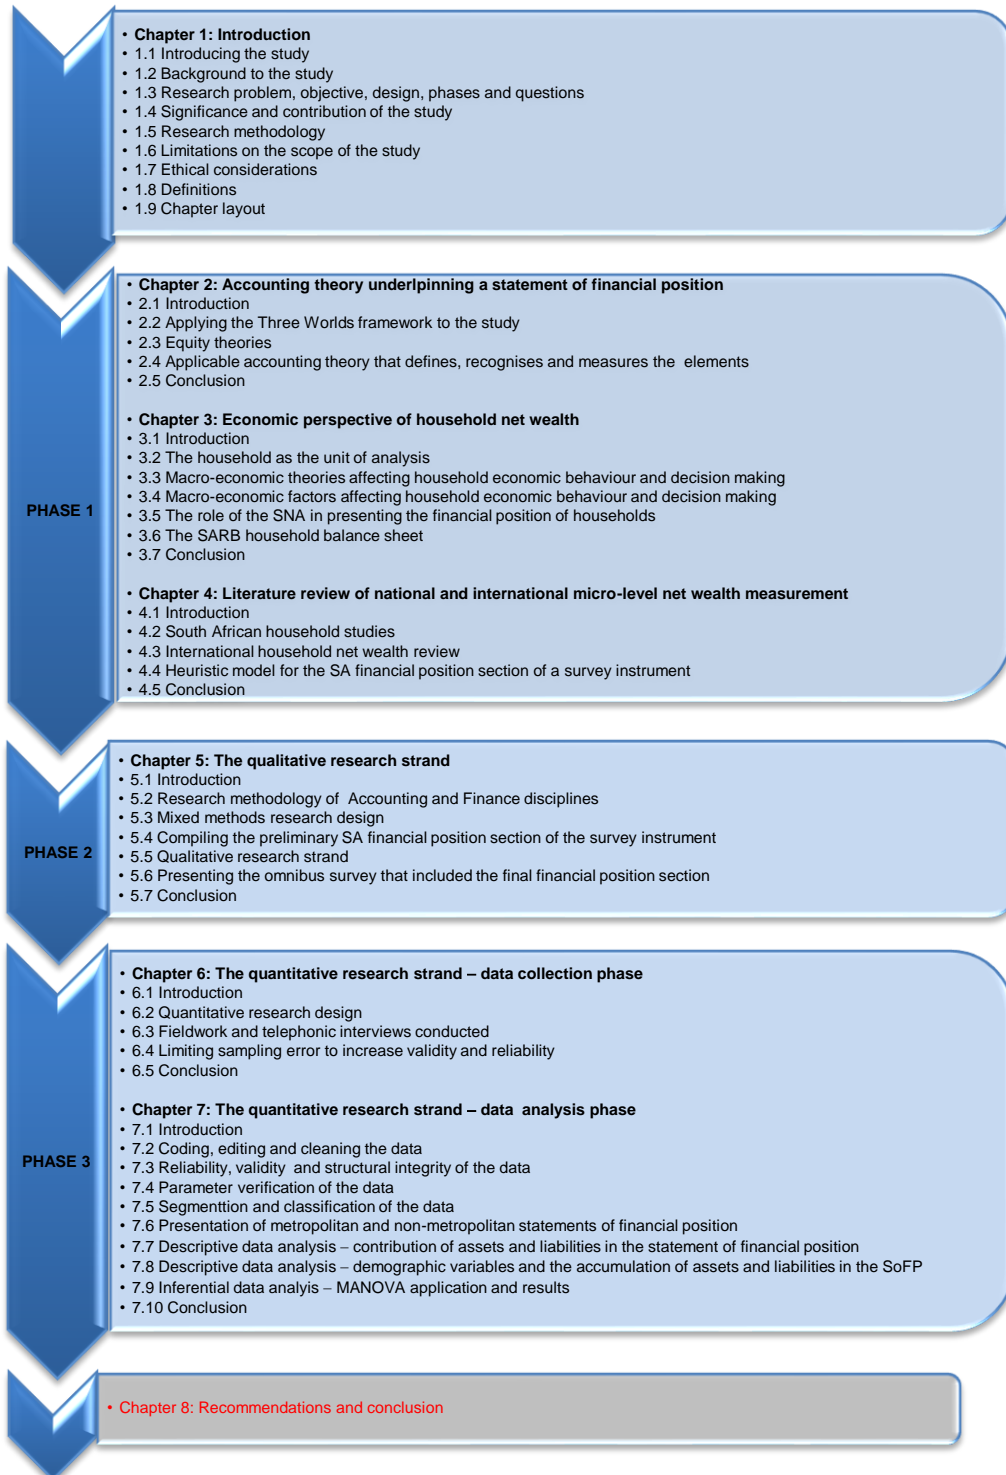 • Chapter 1: Introduction
• 1.1 Introducing the study
• 1.2 Background to the study
• 1.3 Research problem, objective, design, phases and questions
• 1.4 Significance and contribution of the study
• 1.5 Research methodology
• 1.6 Limitations on the scope of the study
• 1.7 Ethical considerations
• 1.8 Definitions
• 1.9 Chapter layout
PHASE 1
• Chapter 2: Accounting theory underlpinning a statement of financial position
• 2.1 Introduction
• 2.2 Applying the Three Worlds framework to the study
• 2.3 Equity theories
• 2.4 Applicable accounting theory that defines, recognises and measures the elements
• 2.5 Conclusion
• Chapter 3: Economic perspective of household net wealth
• 3.1 Introduction
• 3.2 The household as the unit of analysis
• 3.3 Macro-economic theories affecting household economic behaviour and decision making
• 3.4 Macro-economic factors affecting household economic behaviour and decision making
• 3.5 The role of the SNA in presenting the financial position of households
• 3.6 The SARB household balance sheet
• 3.7 Conclusion
• Chapter 4: Literature review of national and international micro-level net wealth measurement
• 4.1 Introduction
• 4.2 South African household studies
• 4.3 International household net wealth review
• 4.4 Heuristic model for the SA financial position section of a survey instrument
• 4.5 Conclusion
PHASE 2
• Chapter 5: The qualitative research strand
• 5.1 Introduction
• 5.2 Research methodology of Accounting and Finance disciplines
• 5.3 Mixed methods research design
• 5.4 Compiling the preliminary SA financial position section of the survey instrument
• 5.5 Qualitative research strand
• 5.6 Presenting the omnibus survey that included the final financial position section
• 5.7 Conclusion
PHASE 3
• Chapter 6: The quantitative research strand – data collection phase
• 6.1 Introduction
• 6.2 Quantitative research design
• 6.3 Fieldwork and telephonic interviews conducted
• 6.4 Limiting sampling error to increase validity and reliability
• 6.5 Conclusion
• Chapter 7: The quantitative research strand – data analysis phase
• 7.1 Introduction
• 7.2 Coding, editing and cleaning the data
• 7.3 Reliability, validity and structural integrity of the data
• 7.4 Parameter verification of the data
• 7.5 Segmenttion and classification of the data
• 7.6 Presentation of metropolitan and non-metropolitan statements of financial position
• 7.7 Descriptive data analysis – contribution of assets and liabilities in the statement of financial position
• 7.8 Descriptive data analysis – demographic variables and the accumulation of assets and liabilities in the SoFP
• 7.9 Inferential data analyis – MANOVA application and results
• 7.10 Conclusion
• Chapter 8: Recommendations and conclusion